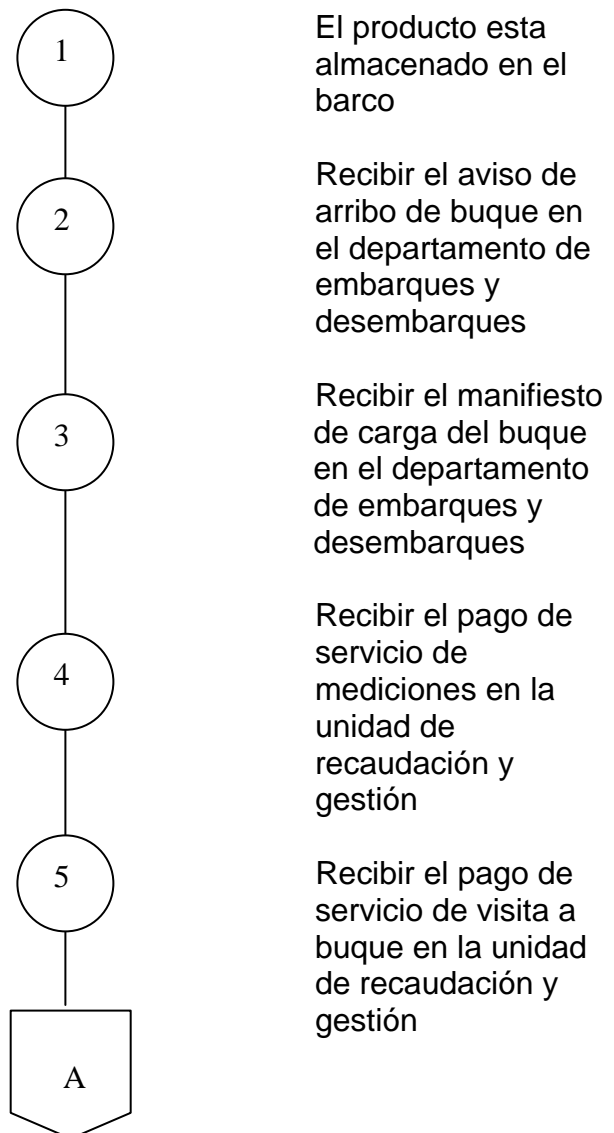 1
El producto esta
almacenado en el
barco
2
Recibir el aviso de
arribo de buque en
el departamento de
embarques y
desembarques
3
Recibir el manifiesto
de carga del buque
en el departamento
de embarques y
desembarques
4
Recibir el pago de
servicio de
mediciones en la
unidad de
recaudación y
gestión
5
Recibir el pago de
servicio de visita a
buque en la unidad
de recaudación y
gestión
A